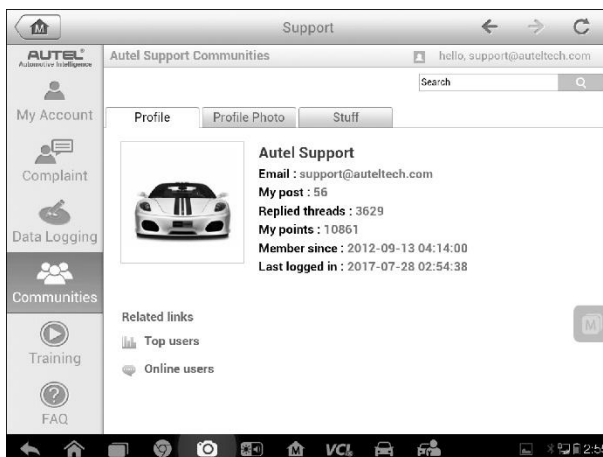 Support
AUTEL®
Automotive Intelligence
Autel Support Communities
hello, support@auteltech.com
Search
My Account
Complaint
Data Logging
Communities
Training
FAQ
Profile
Profile Photo
Stuff
Autel Support
Email : support@auteltech.com
My post : 56
Replied threads : 3629
My points : 10861
Member since : 2012-09-13 04:14:00
Last logged in : 2017-07-28 02:54:38
Related links
Top users
Online users
M
VCI